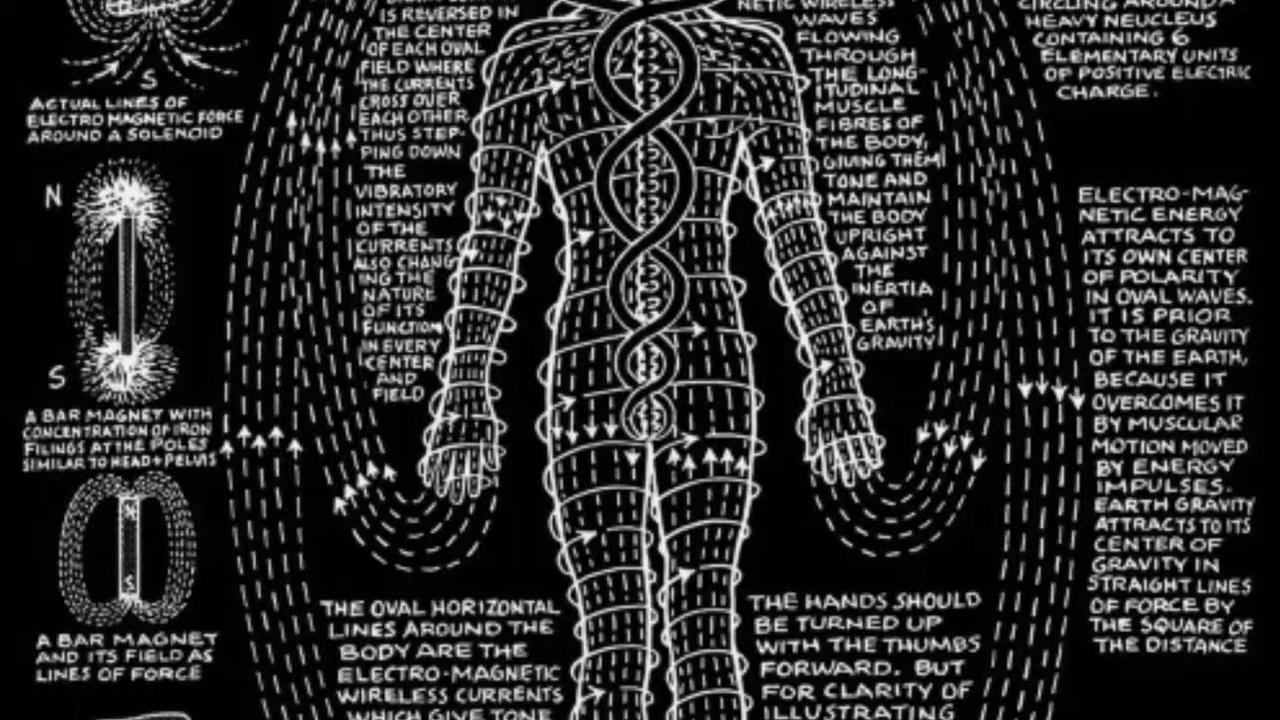 S
ACTUAL LINES OF
ELECTRO MAGNETIC FORCE
AROUND A SOLENOID
N
S
A BAR MAGNET WITH
CONCENTRATION OF IRON
FILINGS AT THE POLES
SIMILAR TO HEAD + PELVIS
N
S
A BAR MAGNET
AND ITS FIELD AS
LINES OF FORCE
IS REVERSED IN
THE CENTER
OF EACH OVAL
FIELD WHERE
THE CURRENTS
CROSS OVER
EACH OTHER
THUS STEP-
PING DOWN
THE
VIBRATORY
INTENSITY
OF THE
CURRENTS
ALSO CHANG
ING THE
NATURE
OF ITS
FUNCTION
IN EVERY
CENTER
AND
FIELD
THE OVAL HORIZONTAL
LINES AROUND THE
BODY ARE THE
ELECTRO-MAGNETIC
WIRELESS CURRENTS
WHICH GIVE TONE
NETIC WIRELESS
WAVES
FLOWING
THROUGH
THE LONG-
ITUDINAL
MUSCLE
FIBRES OF
THE BODY,
GIVING THEM
TONE AND
MAINTAIN
THE BODY
UPRIGHT
AGAINST
THE
INERTIA
OF
EARTH'S
GRAVITY
THE HANDS SHOULD
BE TURNED UP
WITH THE THUMBS
FORWARD. BUT
FOR CLARITY OF
ILLUSTRATING
CIRCLING AROUND A
HEAVY NEUCLEUS
CONTAINING 6
ELEMENTARY UNITS
OF POSITIVE ELECTRIC
CHARGE.
ELECTRO-MAG-
NETIC ENERGY
ATTRACTS TO
ITS OWN CENTER
OF POLARITY
IN OVAL WAVES.
IT IS PRIOR
TO THE GRAVITY
OF THE EARTH,
BECAUSE IT
OVERCOMES IT
BY MUSCULAR
MOTION MOVED
BY ENERGY
IMPULSES.
EARTH GRAVITY
ATTRACTS TO ITS
CENTER OF
GRAVITY IN
STRAIGHT LINES
OF FORCE BY
THE SQUARE OF
THE DISTANCE